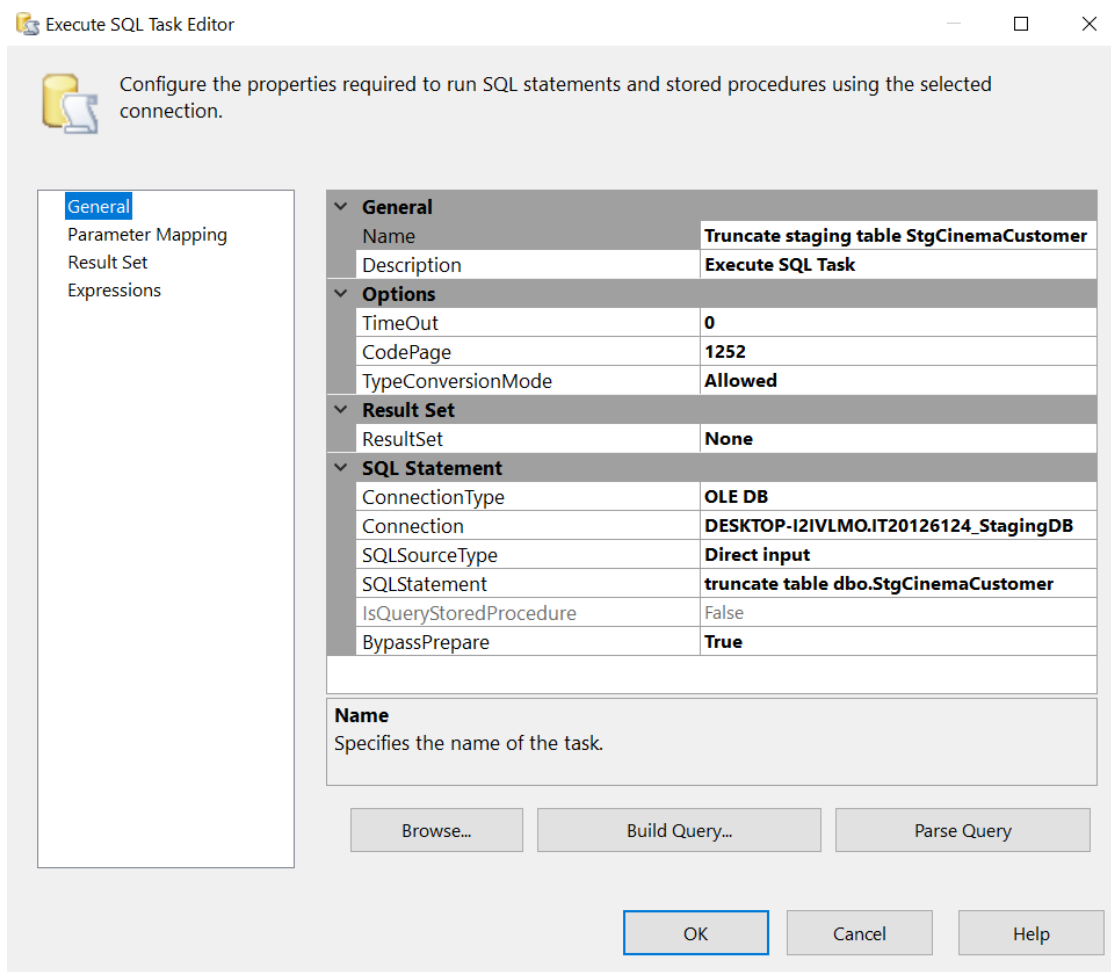 Execute SQL Task Editor
Configure the properties required to run SQL statements and stored procedures using the selected
connection.
General
Parameter Mapping
Result Set
Expressions
General
Name Truncate staging table StgCinemaCustomer
Description Execute SQL Task
Options
TimeOut 0
CodePage 1252
TypeConversionMode Allowed
Result Set
ResultSet None
SQL Statement
ConnectionType OLE DB
Connection DESKTOP-I2IVLMO.IT20126124_StagingDB
SQLSourceType Direct input
SQLStatement truncate table dbo.StgCinemaCustomer
IsQueryStoredProcedure False
BypassPrepare True
Name
Specifies the name of the task.
Browse... Build Query... Parse Query
OK Cancel Help